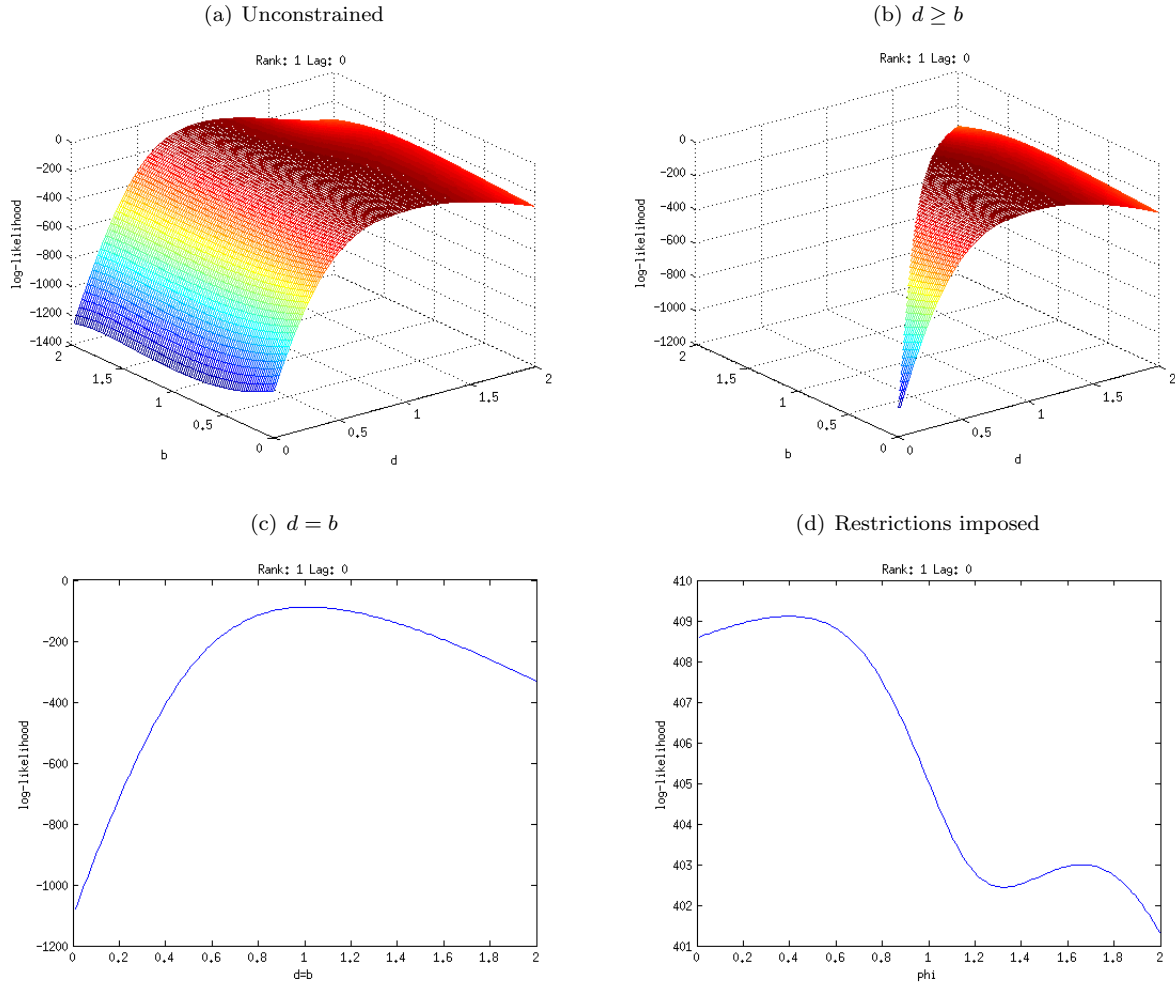 (a) Unconstrained
Rank: 1 Lag: 0
0
-200
-400
-600
-800
-1000
-1200
-1400
log-likelihood
2
1.5
1
0.5
0
b
0
0.5
1
1.5
2
d
(b) d ≥ b
Rank: 1 Lag: 0
0
-200
-400
-600
-800
-1000
-1200
log-likelihood
2
1.5
1
0.5
0
b
0
0.5
1
1.5
2
d
(c) d = b
Rank: 1 Lag: 0
0
-200
-400
-600
-800
-1000
-1200
log-likelihood
0 0.2 0.4 0.6 0.8 1 1.2 1.4 1.6 1.8 2
d=b
(d) Restrictions imposed
Rank: 1 Lag: 0
410
409
408
407
406
405
404
403
402
401
log-likelihood
0 0.2 0.4 0.6 0.8 1 1.2 1.4 1.6 1.8 2
phi